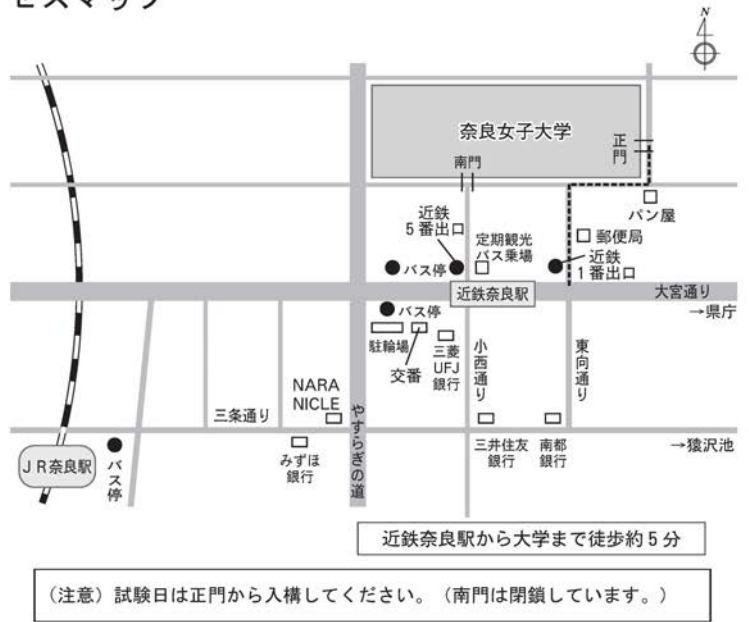 N
奈良女子大学
正門
南門
パン屋
近鉄
5番出口
定期観光
バス乗場
郵便局
近鉄
1番出口
バス停
近鉄奈良駅
大宮通り
→県庁
バス停
駐輪場
交番
三菱
UFJ
銀行
小西通り
東向通り
NARA
NICLE
三条通り
やすらぎの道
みずほ
銀行
三井住友
銀行
南都
銀行
→猿沢池
JR奈良駅
バス停
近鉄奈良駅から大学まで徒歩約5分
(注意)試験日は正門から入構してください。(南門は閉鎖しています。)